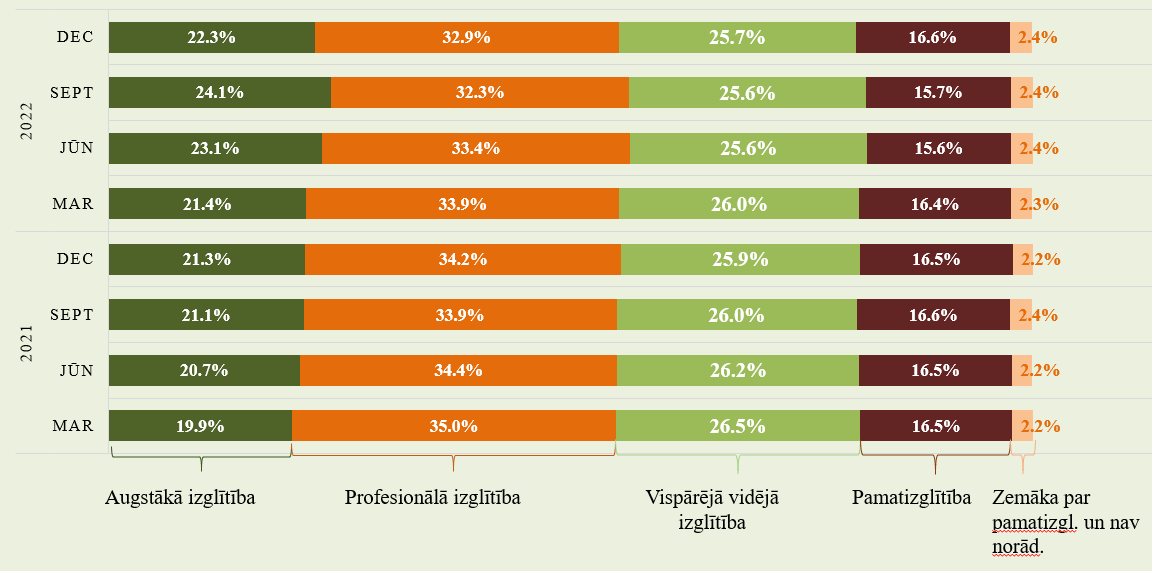 2022
DEC 22.3% 32.9% 25.7% 16.6% 2.4%
SEPT 24.1% 32.3% 25.6% 15.7% 2.4%
JŪN 23.1% 33.4% 25.6% 15.6% 2.4%
MAR 21.4% 33.9% 26.0% 16.4% 2.3%
2021
DEC 21.3% 34.2% 25.9% 16.5% 2.2%
SEPT 21.1% 33.9% 26.0% 16.6% 2.4%
JŪN 20.7% 34.4% 26.2% 16.5% 2.2%
MAR 19.9% 35.0% 26.5% 16.5% 2.2%
Augstākā izglītība
Profesionālā izglītība
Vispārējā vidējā
izglītība
Pamatizglītība
Zemāka par
pamatizgl. un nav
norād.